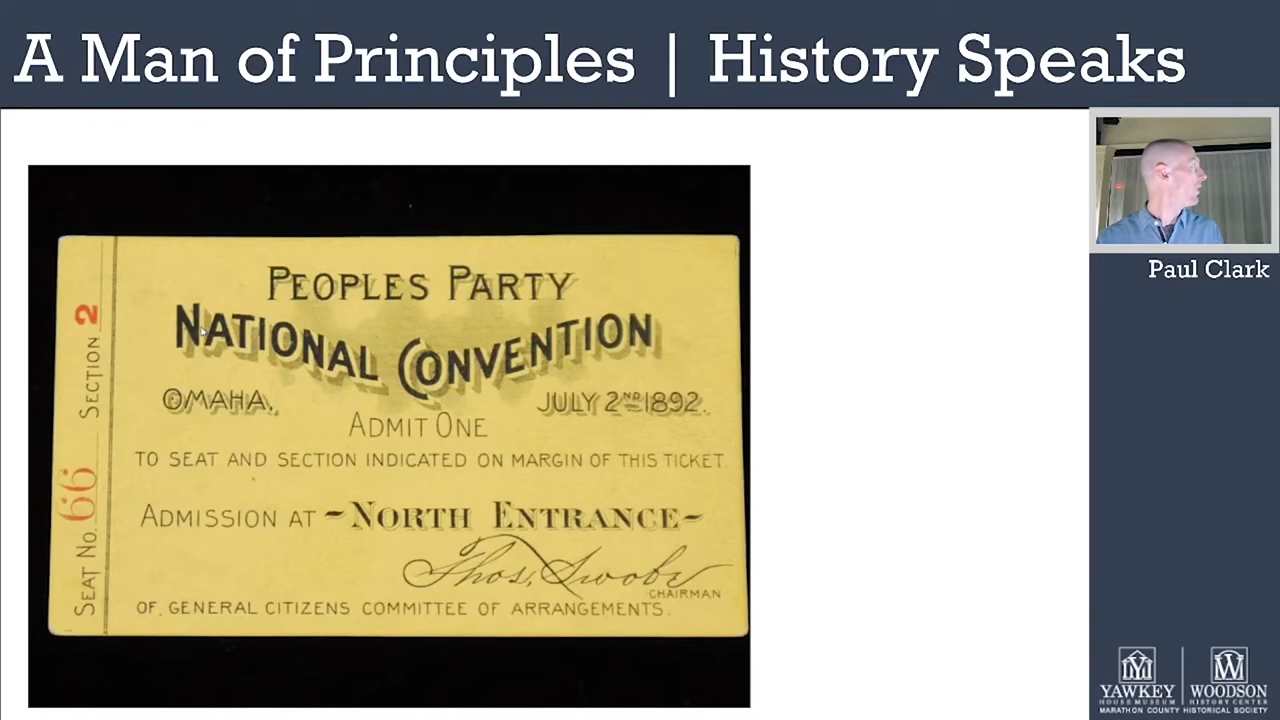 A Man of Principles | History Speaks
Paul Clark
PEOPLES PARTY
NATIONAL CONVENTION
OMAHA. JULY 2ND 1892.
ADMIT ONE
TO SEAT AND SECTION INDICATED ON MARGIN OF THIS TICKET.
ADMISSION AT ~NORTH ENTRANCE~
Thos. Swobe
CHAIRMAN
OF GENERAL CITIZENS COMMITTEE OF ARRANGEMENTS.
SEAT NO. 66 SECTION 2
YAWKEY
HOUSE MUSEUM
WOODSON
HISTORY CENTER
MARATHON COUNTY HISTORICAL SOCIETY